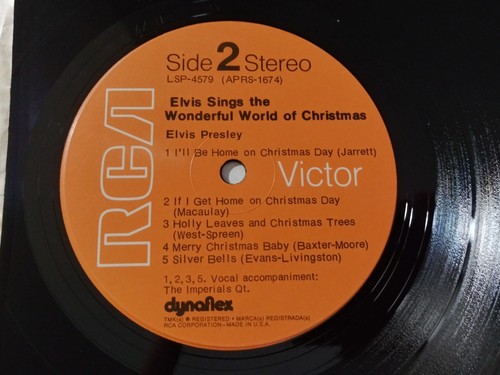 Side 2 Stereo
LSP-4579 (APRS-1674)
Elvis Sings the
Wonderful World of Christmas
Elvis Presley
1 I'll Be Home on Christmas Day (Jarrett)
RCA Victor
2 If I Get Home on Christmas Day
(Macaulay)
3 Holly Leaves and Christmas Trees
(West-Spreen)
4 Merry Christmas Baby (Baxter-Moore)
5 Silver Bells (Evans-Livingston)
1, 2, 3, 5. Vocal accompaniment:
The Imperials Qt.
dynaflex
TMK(s) ® REGISTERED • MARCA(s) REGISTRADA(s)
RCA CORPORATION-MADE IN U.S.A.